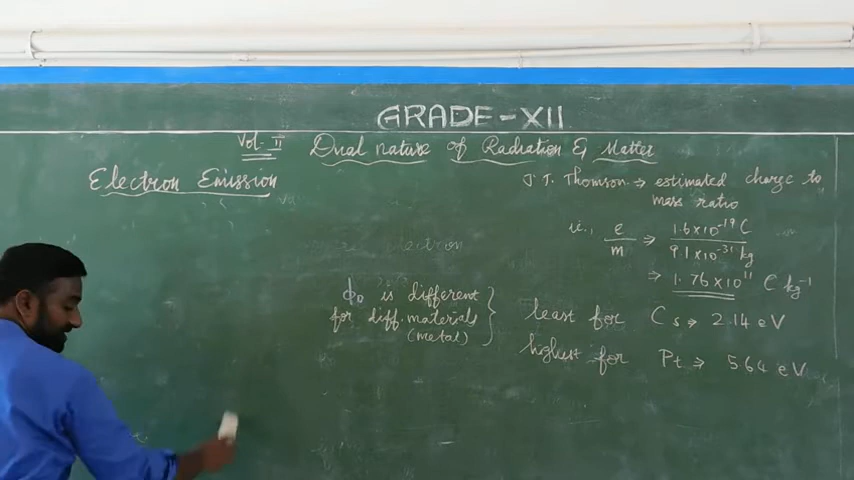 GRADE-XII
Vol-II Dual nature of Radiation & Matter
Electron Emission
J.J. Thomson → estimated charge to
mass ratio
i.e., e/m ⇒ 1.6×10⁻¹⁹ C / 9.1×10⁻³¹ kg
⇒ 1.76×10¹¹ C kg⁻¹
ϕ₀ is different
for diff. materials
(metal)
least for Cs ⇒ 2.14 eV
highest for Pt ⇒ 5.64 eV
electron